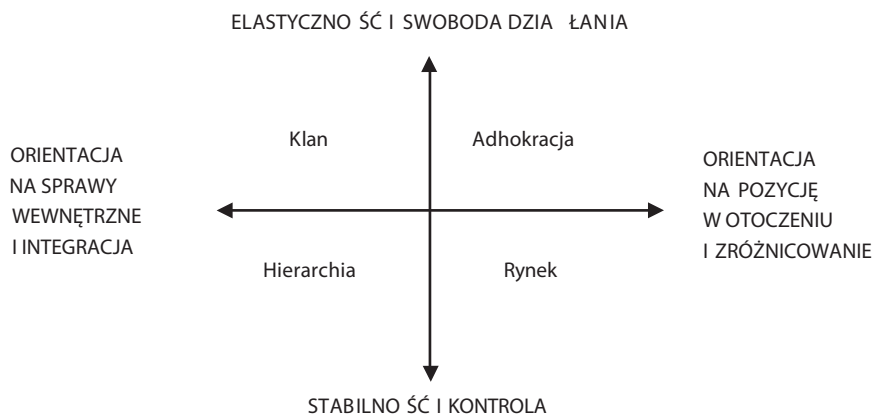 ELASTYCZNO ŚĆ I SWOBODA DZIA ŁANIA
Klan
Adhokracja
ORIENTACJA
NA SPRAWY
WEWNĘTRZNE
I INTEGRACJA
ORIENTACJA
NA POZYCJĘ
W OTOCZENIU
I ZRÓŻNICOWANIE
Hierarchia
Rynek
STABILNO ŚĆ I KONTROLA